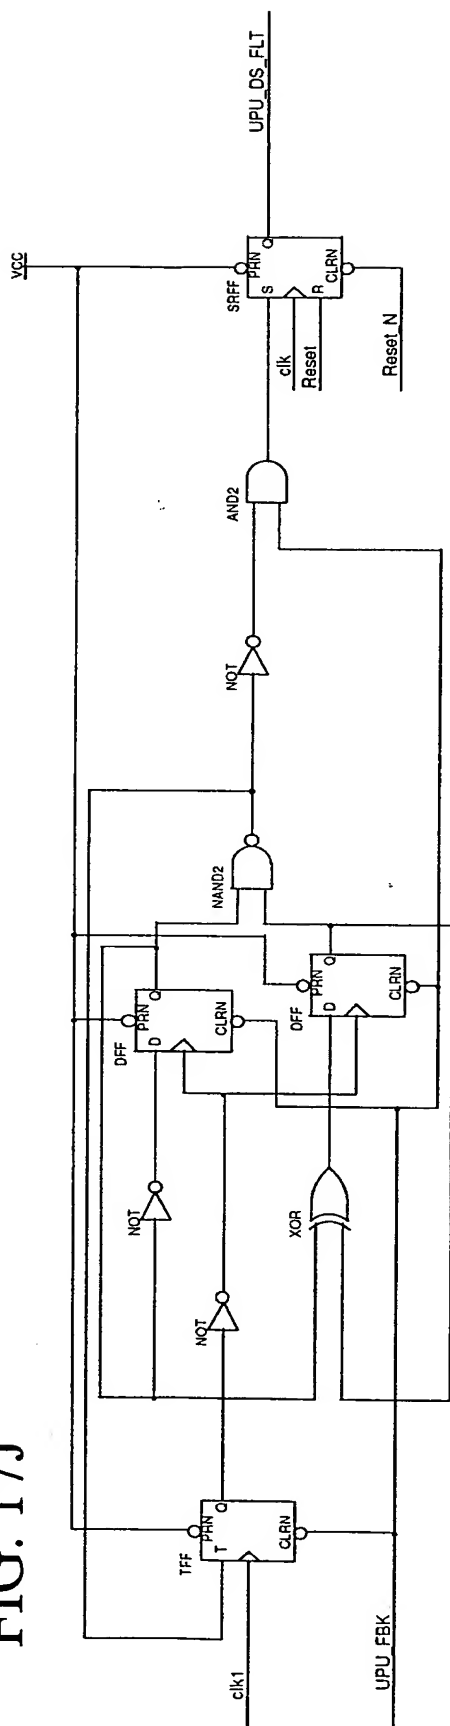 FIG. 17J
VCC
clk1
UPU_FBK
TFF
PRN
T
Q
CLRN
NOT
NOT
XOR
DFF
PRN
D
Q
CLRN
DFF
PRN
D
Q
CLRN
NAND2
NOT
AND2
SRFF
PRN
S
Q
clk
R
Reset
CLRN
Reset_N
UPU_DS_FLT